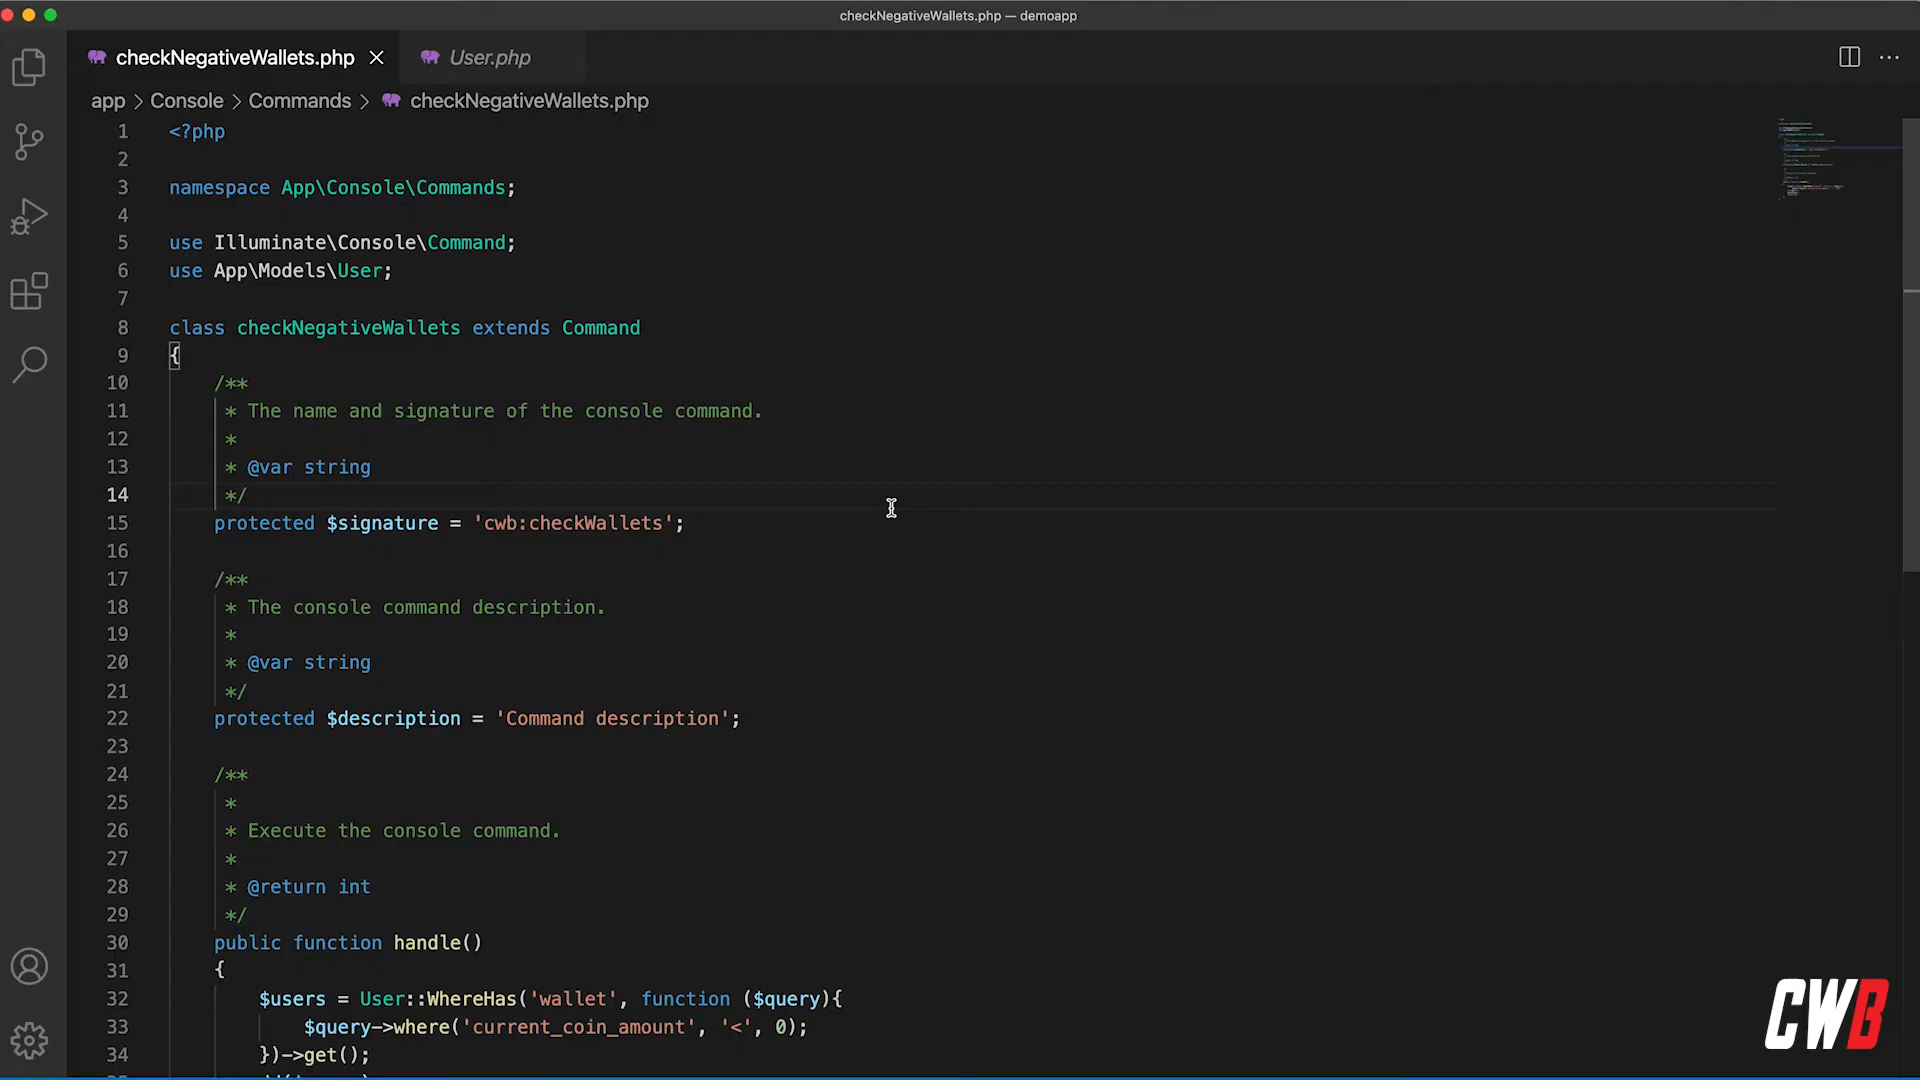 checkNegativeWallets.php — demoapp
checkNegativeWallets.php
User.php
app > Console > Commands > checkNegativeWallets.php
1 <?php
2
3 namespace App\Console\Commands;
4
5 use Illuminate\Console\Command;
6 use App\Models\User;
7
8 class checkNegativeWallets extends Command
9 {
10 /**
11 * The name and signature of the console command.
12 *
13 * @var string
14 */
15 protected $signature = 'cwb:checkWallets';
16
17 /**
18 * The console command description.
19 *
20 * @var string
21 */
22 protected $description = 'Command description';
23
24 /**
25 *
26 * Execute the console command.
27 *
28 * @return int
29 */
30 public function handle()
31 {
32 $users = User::WhereHas('wallet', function ($query){
33 $query->where('current_coin_amount', '<', 0);
34 })->get();
CWB